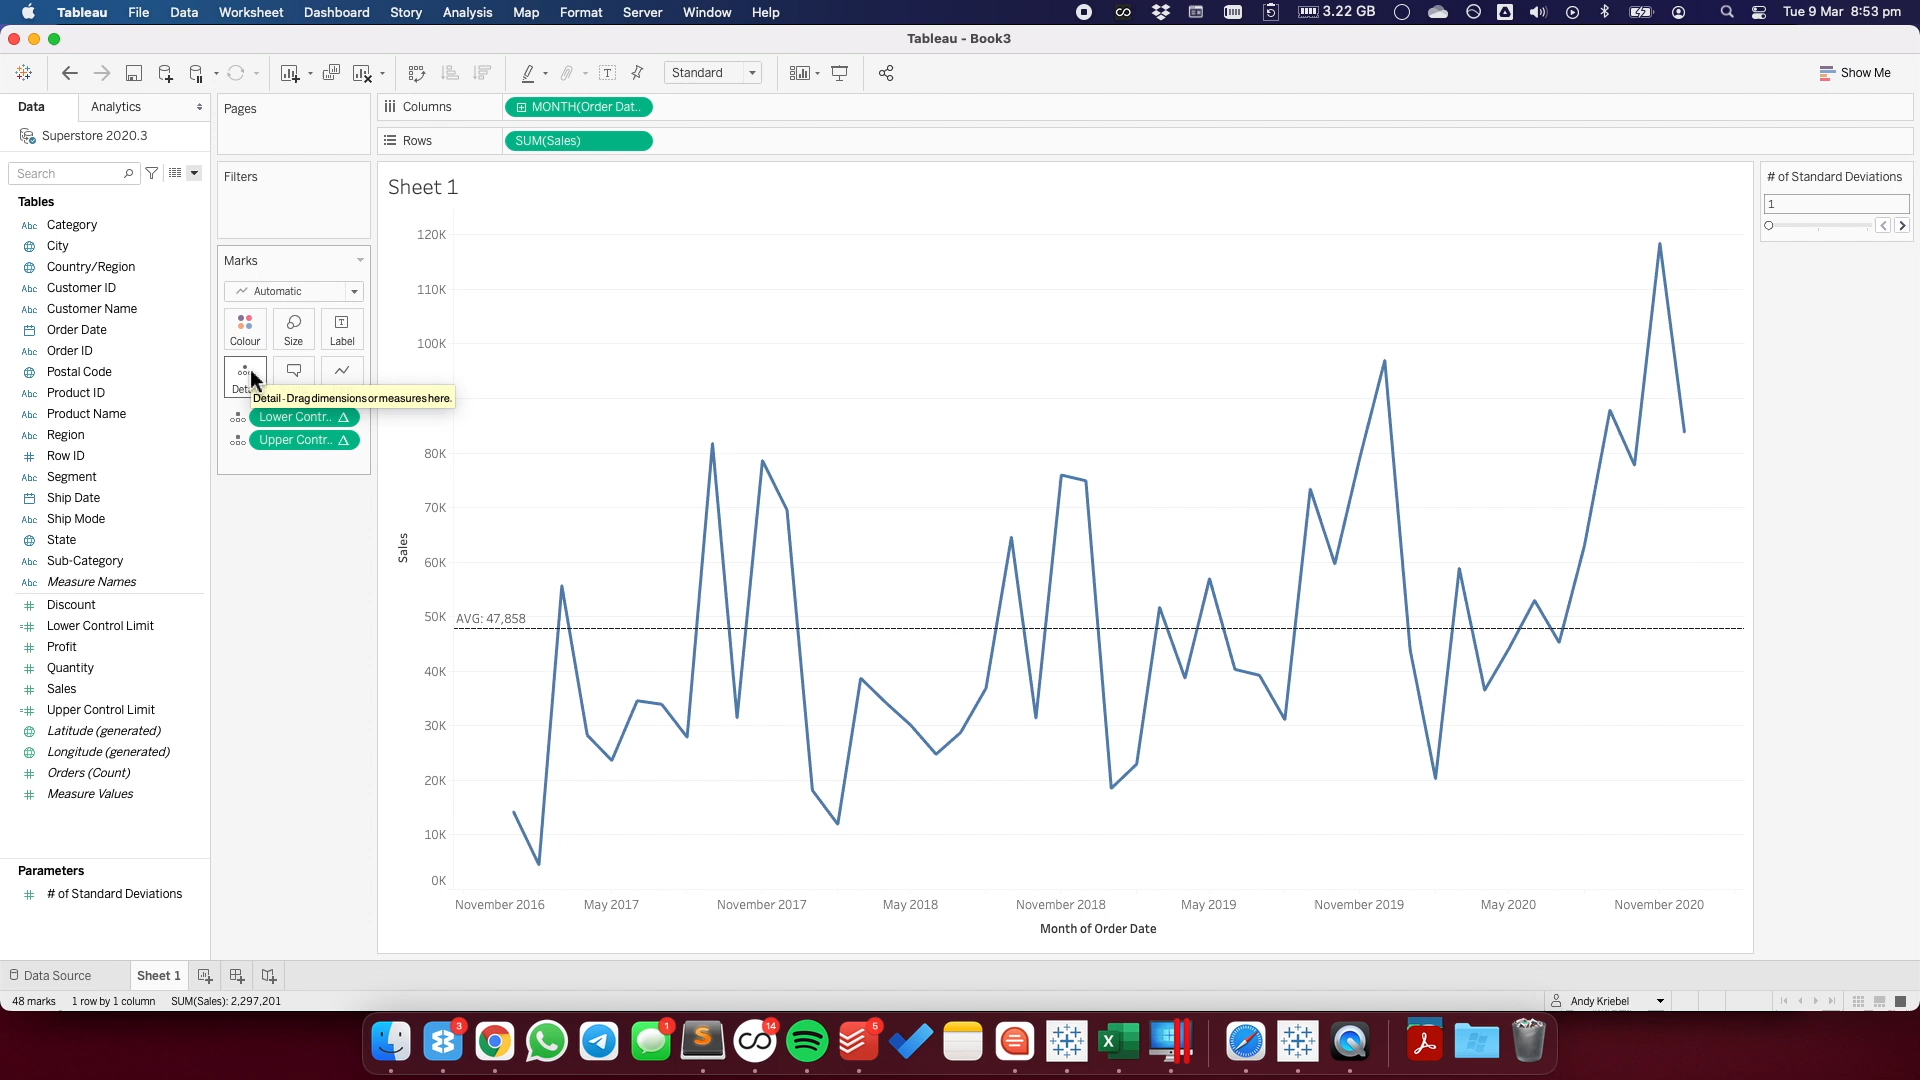 Tableau File Data Worksheet Dashboard Story Analysis Map Format Server Window Help 3.22 GB Tue 9 Mar 8:53 pm
Tableau - Book3
Standard Show Me
Data Analytics Pages Columns MONTH(Order Dat..
Superstore 2020.3 Rows SUM(Sales)
Search Filters Sheet 1 # of Standard Deviations
1
Tables
Category
City
Country/Region
Customer ID
Customer Name
Order Date
Order ID
Postal Code
Product ID
Product Name
Region
Row ID
Segment
Ship Date
Ship Mode
State
Sub-Category
Measure Names
Discount
Lower Control Limit
Profit
Quantity
Sales
Upper Control Limit
Latitude (generated)
Longitude (generated)
Orders (Count)
Measure Values
Parameters
# of Standard Deviations
Marks
Automatic
Colour Size Label
Detail - Drag dimensions or measures here.
Lower Contr.. Δ
Upper Contr.. Δ
120K
110K
100K
80K
70K
60K
50K
40K
30K
20K
10K
0K
Sales
AVG: 47,858
November 2016 May 2017 November 2017 May 2018 November 2018 May 2019 November 2019 May 2020 November 2020
Month of Order Date
Data Source Sheet 1
48 marks 1 row by 1 column SUM(Sales): 2,297,201 Andy Kriebel
3 1 14 5